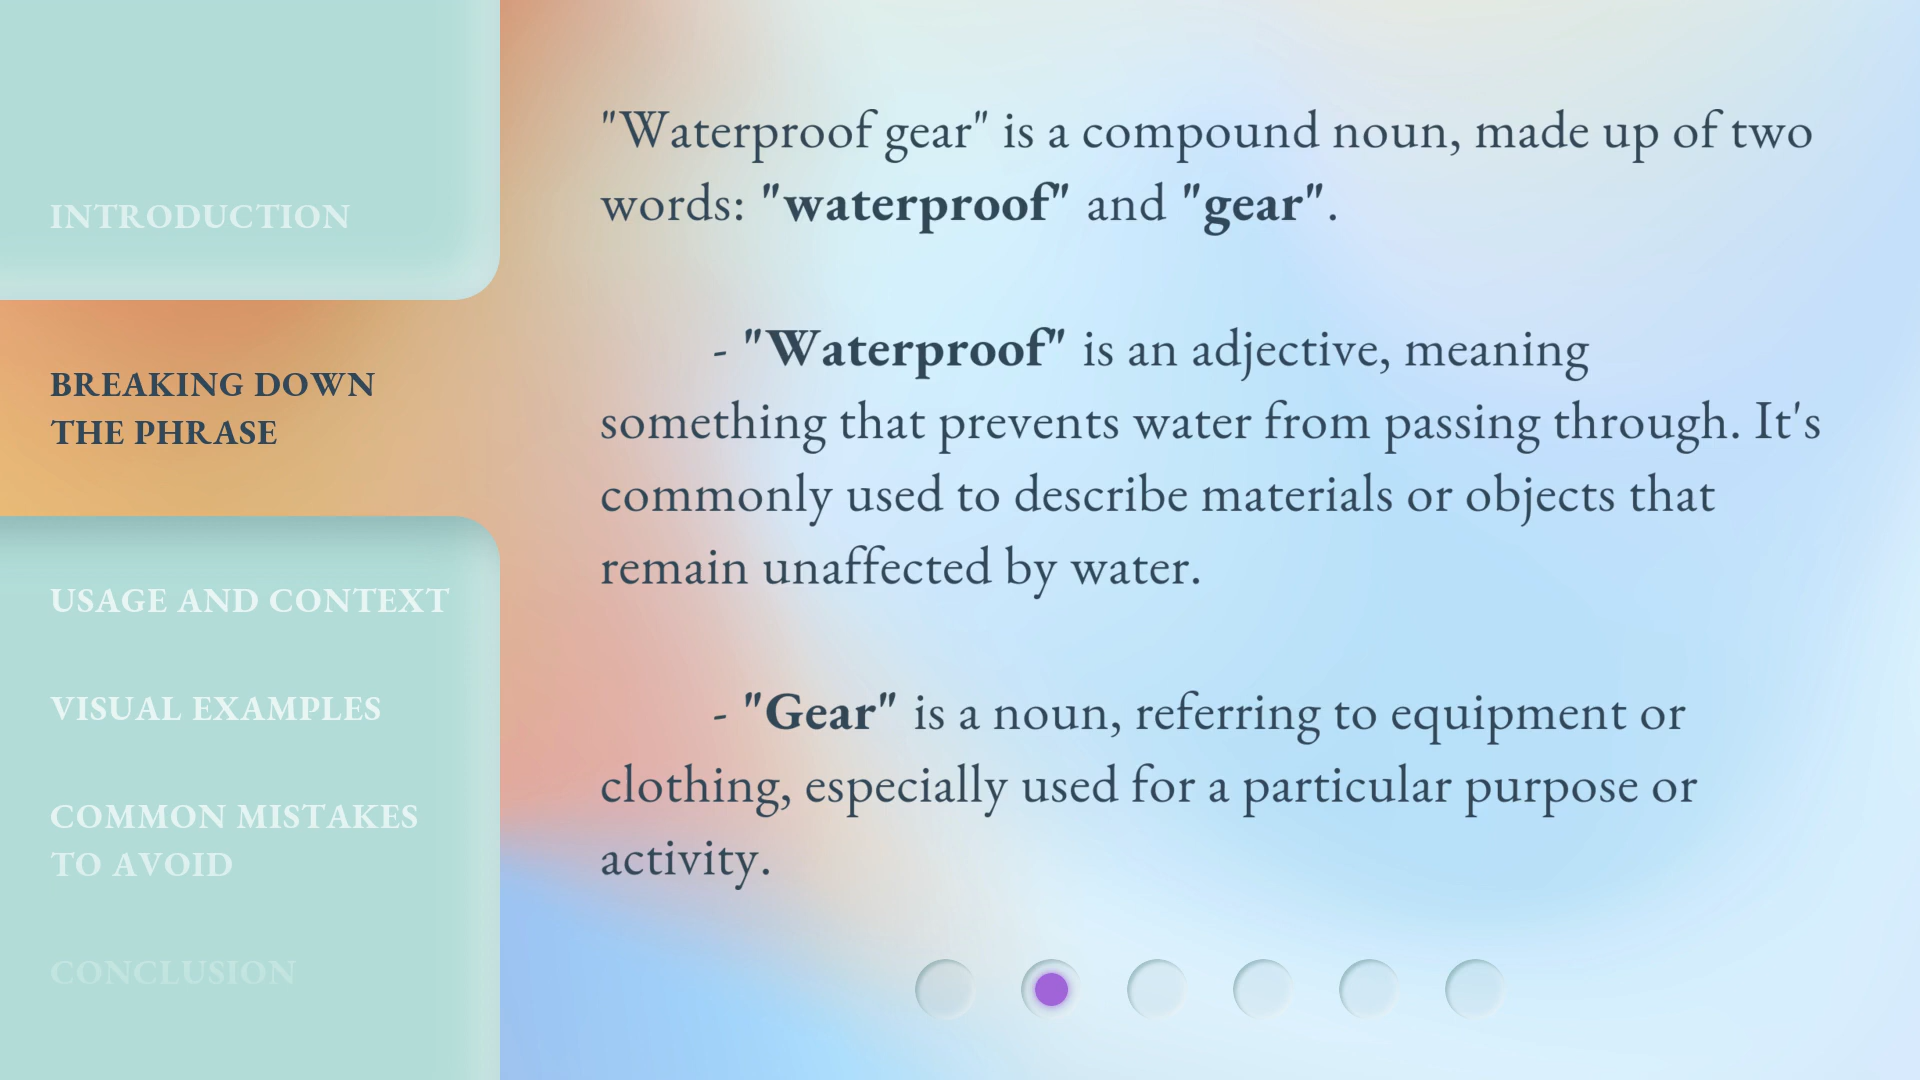 INTRODUCTION
BREAKING DOWN
THE PHRASE
USAGE AND CONTEXT
VISUAL EXAMPLES
COMMON MISTAKES
TO AVOID
CONCLUSION
"Waterproof gear" is a compound noun, made up of two
words: "waterproof" and "gear".
- "Waterproof" is an adjective, meaning
something that prevents water from passing through. It's
commonly used to describe materials or objects that
remain unaffected by water.
- "Gear" is a noun, referring to equipment or
clothing, especially used for a particular purpose or
activity.